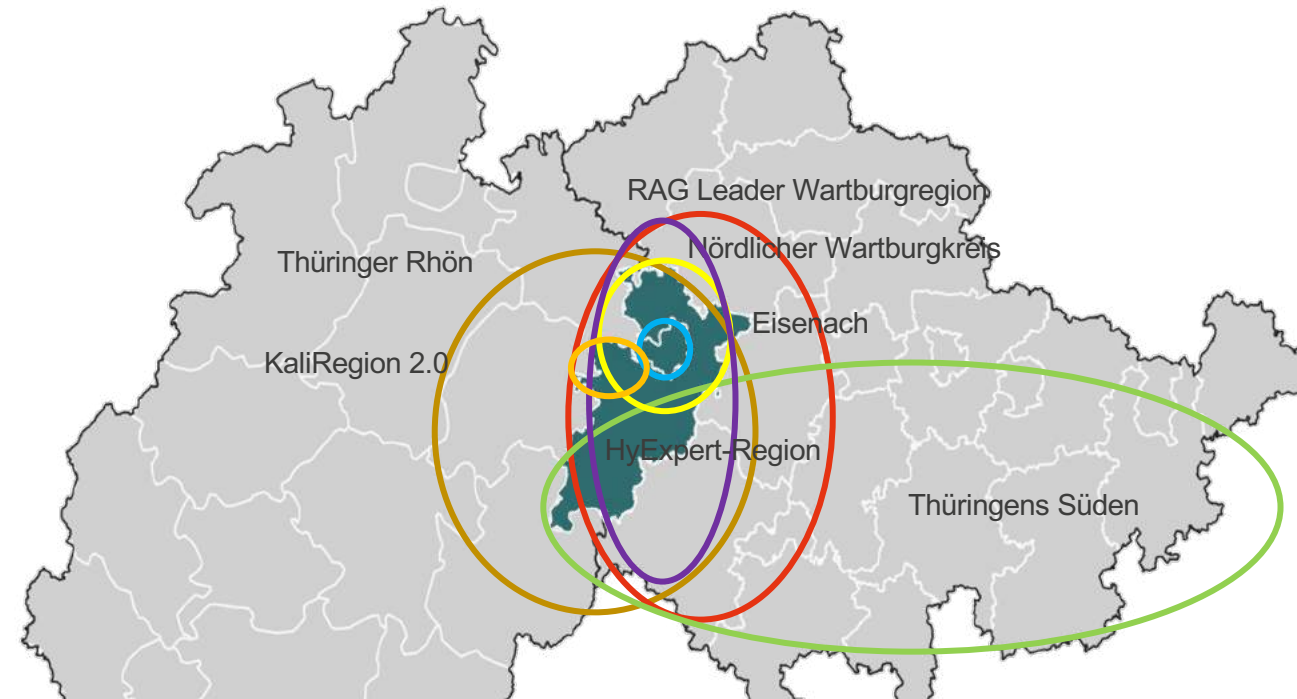 RAG Leader Wartburgregion
Nördlicher Wartburgkreis
Thüringer Rhön
Eisenach
KaliRegion 2.0
HyExpert-Region
Thüringens Süden